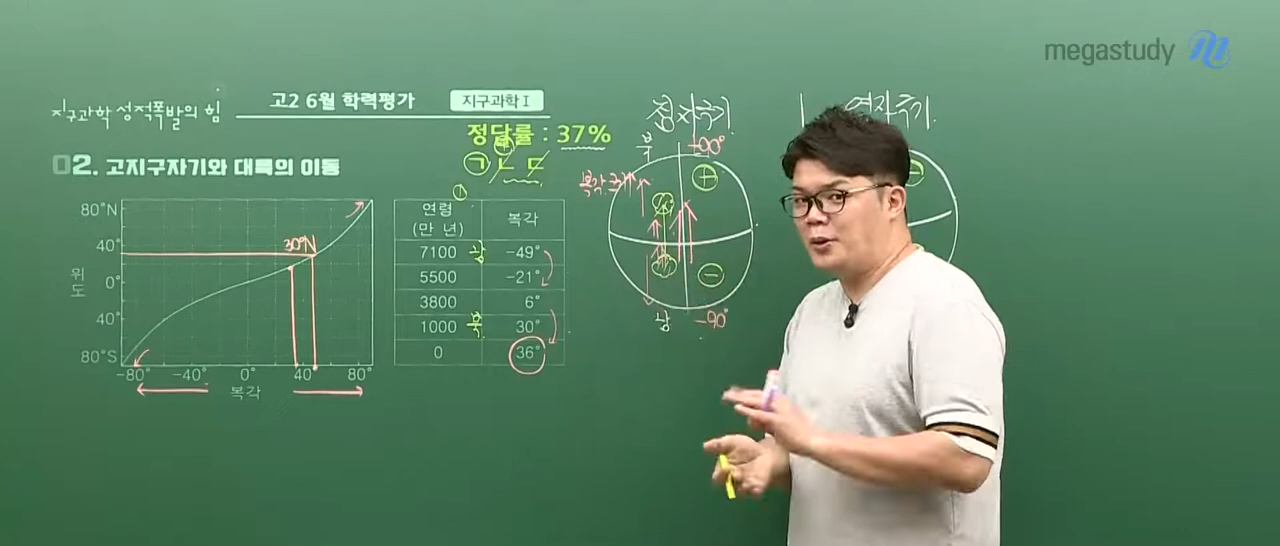 megastudy
지구과학 성적폭발의 힘
고2 6월 학력평가
지구과학Ⅰ
정답률 : 37%
ㄱ ㄴ ㄷ
02. 고지구자기와 대륙의 이동
80°N
40°
0°
40°
80°S
위도
-80° -40° 0° 40° 80°
복각
30°N
연령 (만 년) 복각
7100 남 -49°
5500 -21°
3800 6°
1000 북 30°
0 36°
정자극기
북 +90°
복각
+
−
남 -90°
역자극기
−